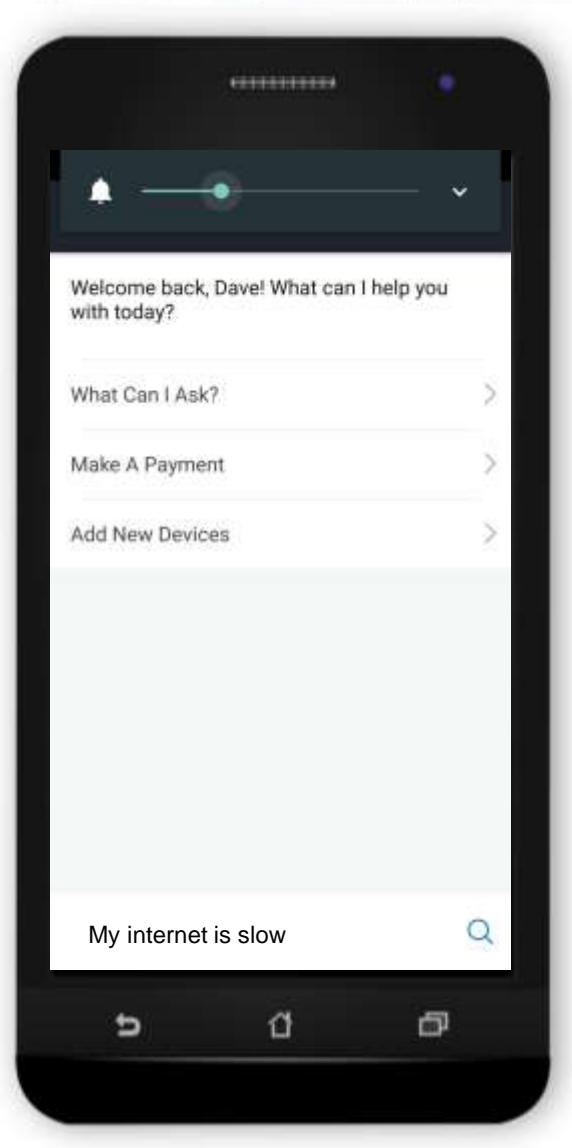 Welcome back, Dave! What can I help you
with today?
What Can I Ask?
Make A Payment
Add New Devices
My internet is slow